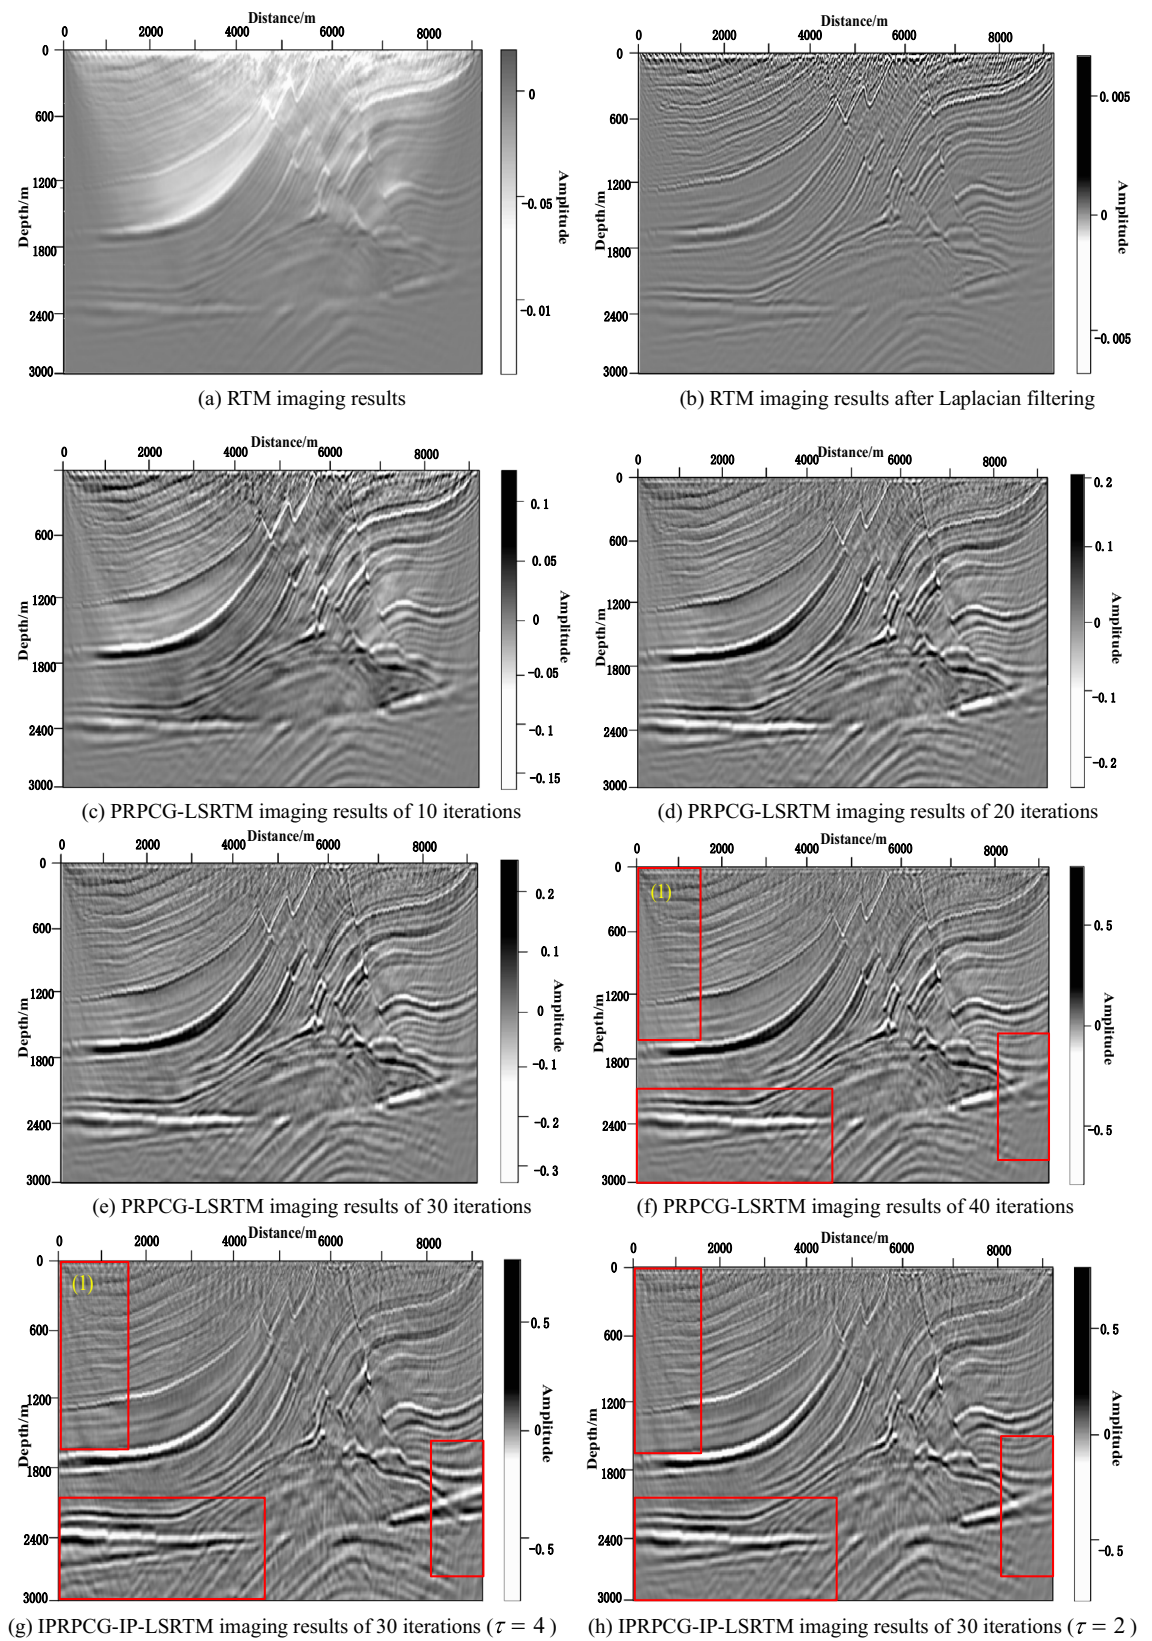 Distance/m
0 2000 4000 6000 8000
0
600
1200
1800
2400
3000
Depth/m
0
-0.05
-0.01
Amplitude
(a) RTM imaging results
Distance/m
0 2000 4000 6000 8000
0
600
1200
1800
2400
3000
Depth/m
0.005
0
-0.005
Amplitude
(b) RTM imaging results after Laplacian filtering
Distance/m
0 2000 4000 6000 8000
600
1200
1800
2400
3000
Depth/m
0.1
0.05
0
-0.05
-0.1
-0.15
Amplitude
(c) PRPCG-LSRTM imaging results of 10 iterations
Distance/m
0 2000 4000 6000 8000
0
600
1200
1800
2400
3000
Depth/m
0.2
0.1
0
-0.1
-0.2
Amplitude
(d) PRPCG-LSRTM imaging results of 20 iterations
Distance/m
0 2000 4000 6000 8000
0
600
1200
1800
2400
3000
Depth/m
0.2
0.1
0
-0.1
-0.2
-0.3
Amplitude
(e) PRPCG-LSRTM imaging results of 30 iterations
Distance/m
0 2000 4000 6000 8000
0
600
1200
1800
2400
3000
Depth/m
(1)
0.5
0
-0.5
Amplitude
(f) PRPCG-LSRTM imaging results of 40 iterations
Distance/m
0 2000 4000 6000 8000
0
600
1200
1800
2400
3000
Depth/m
(1)
0.5
0
-0.5
Amplitude
(g) IPRPCG-IP-LSRTM imaging results of 30 iterations (τ = 4 )
Distance/m
0 2000 4000 6000 8000
0
600
1200
1800
2400
3000
Depth/m
0.5
0
-0.5
Amplitude
(h) IPRPCG-IP-LSRTM imaging results of 30 iterations (τ = 2 )